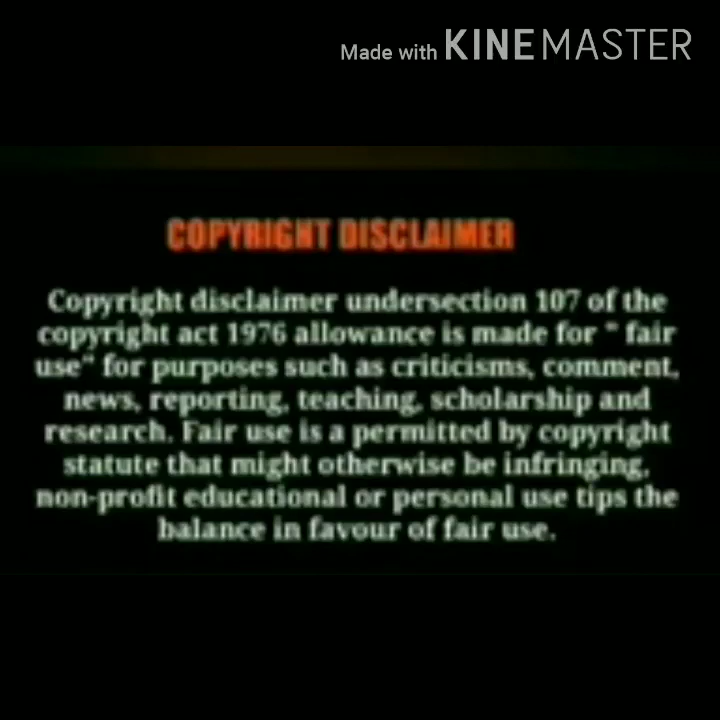 Made with KINEMASTER
COPYRIGHT DISCLAIMER
Copyright disclaimer undersection 107 of the
copyright act 1976 allowance is made for " fair
use" for purposes such as criticisms, comment,
news, reporting, teaching, scholarship and
research. Fair use is a permitted by copyright
statute that might otherwise be infringing,
non-profit educational or personal use tips the
balance in favour of fair use.